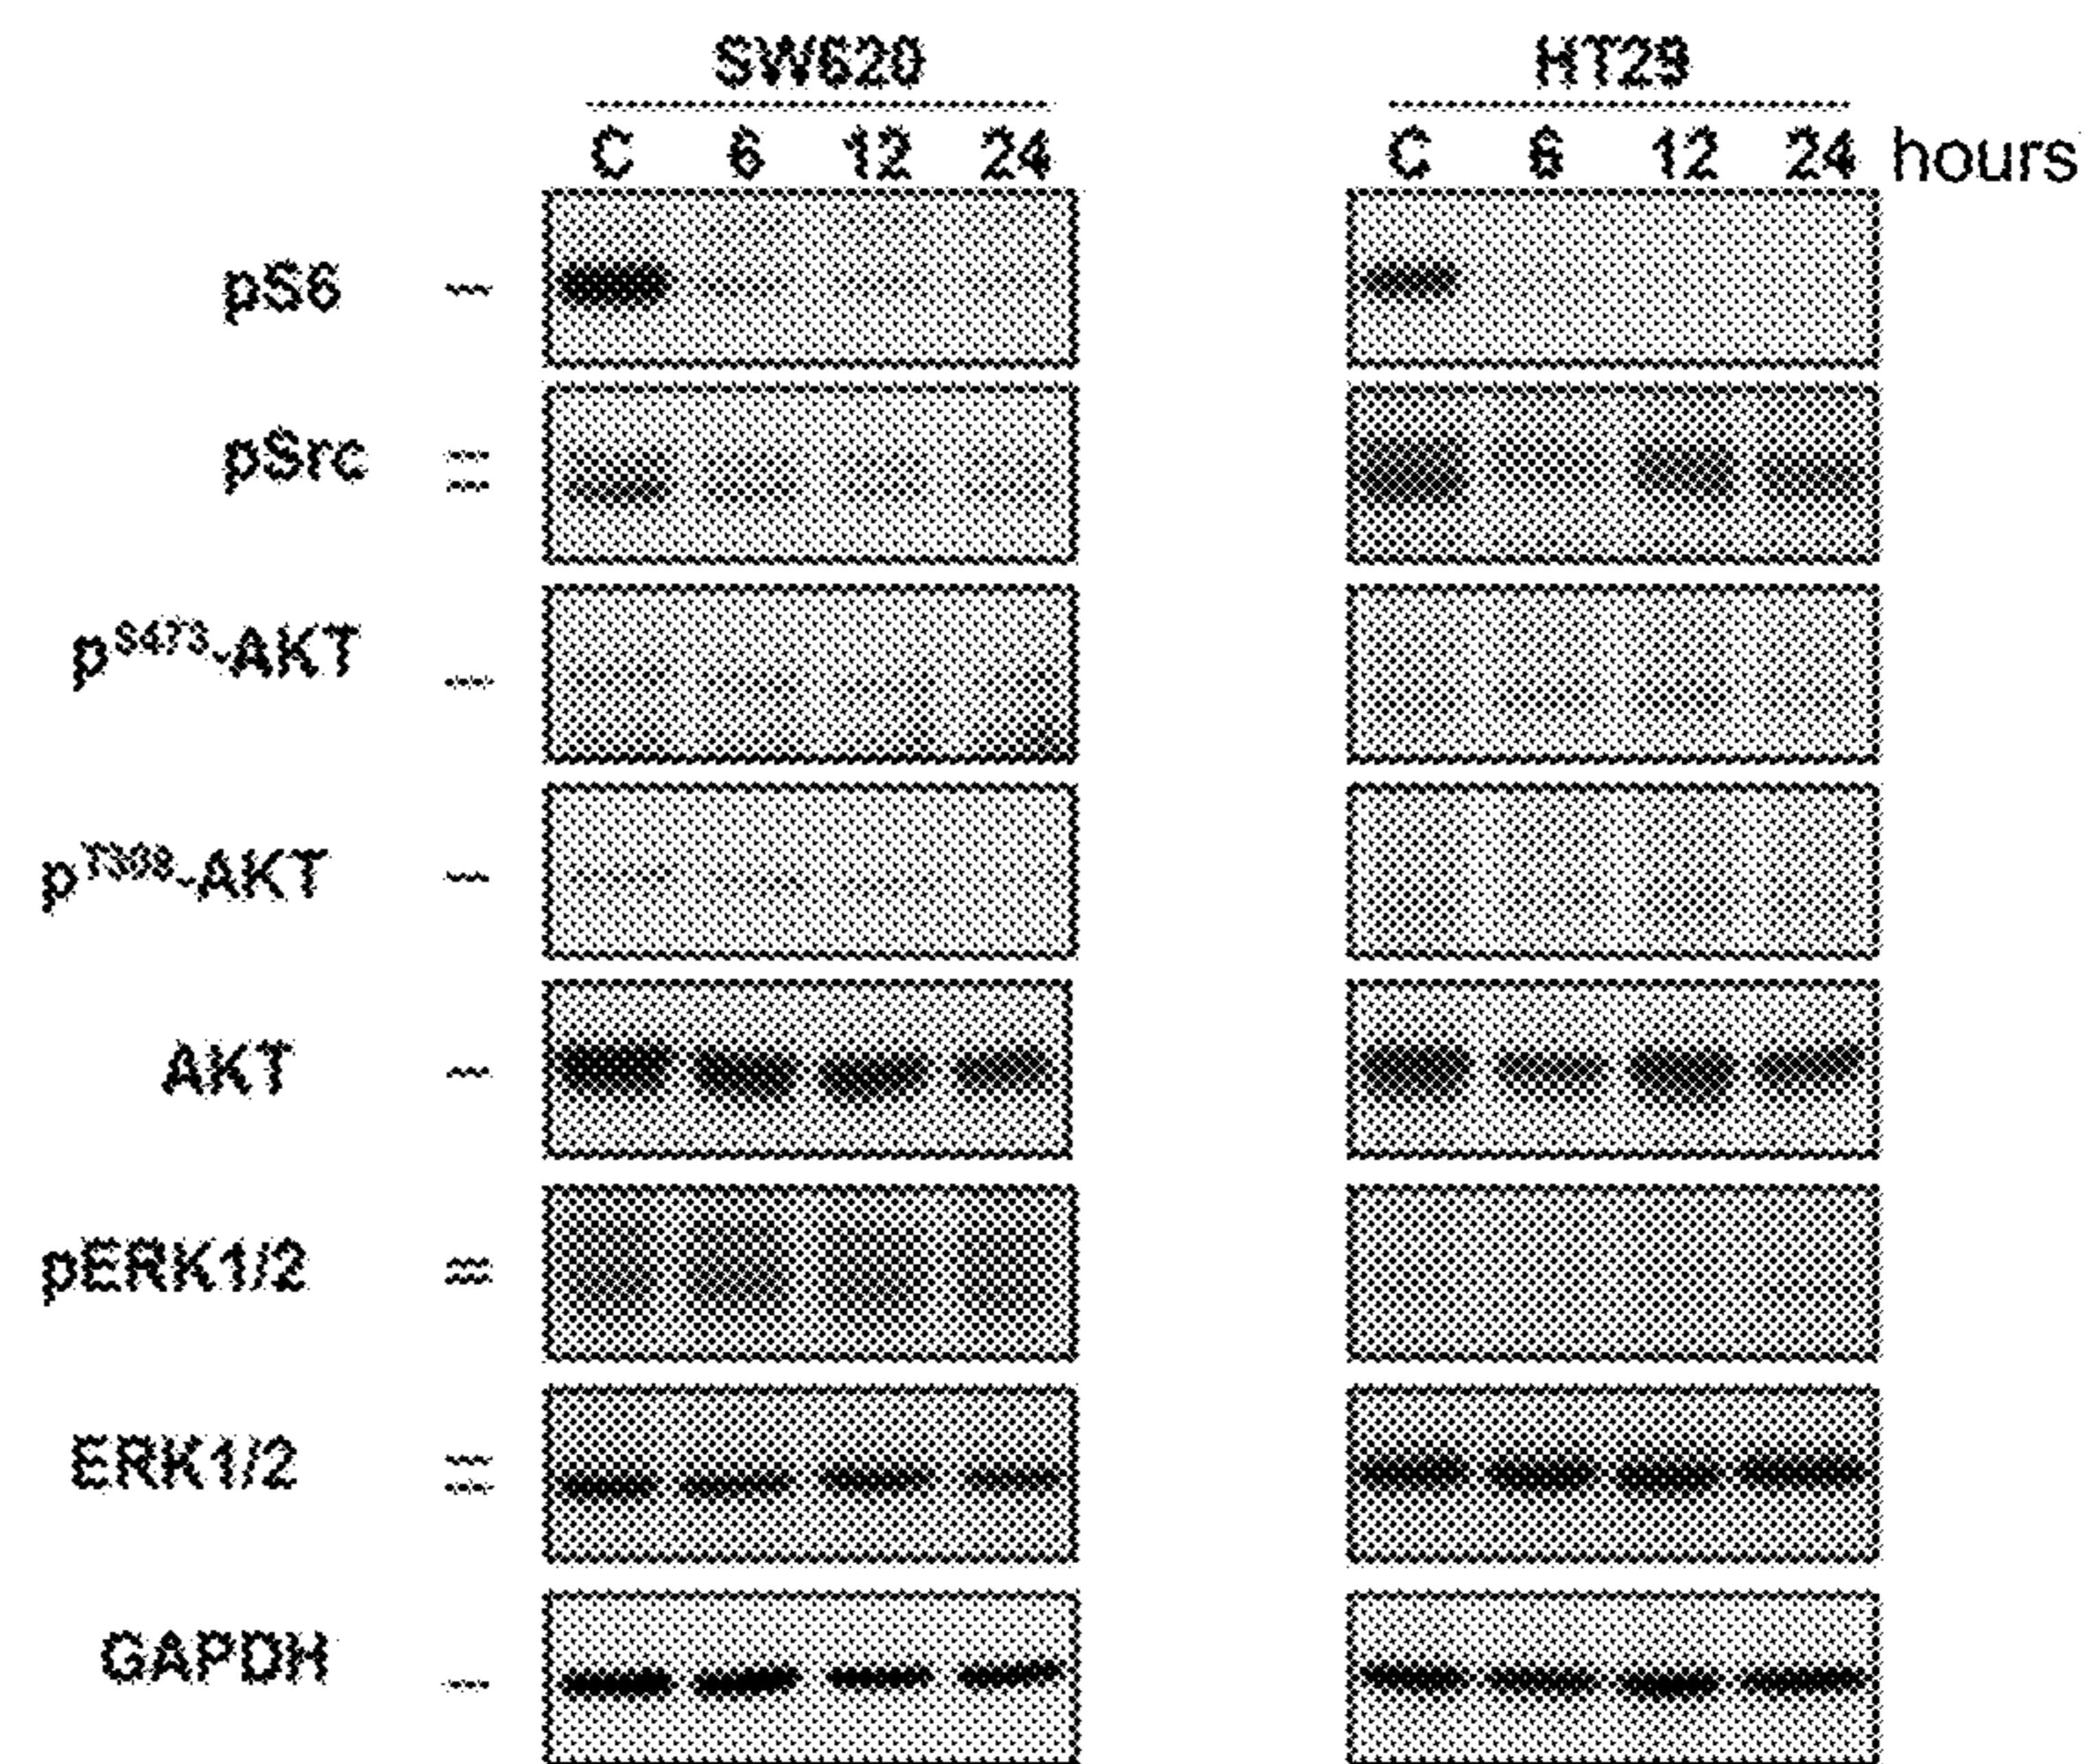 SW620 HT29
C 6 12 24 C 6 12 24 hours
pS6
pSrc
pS473-AKT
pT308-AKT
AKT
pERK1/2
ERK1/2
GAPDH